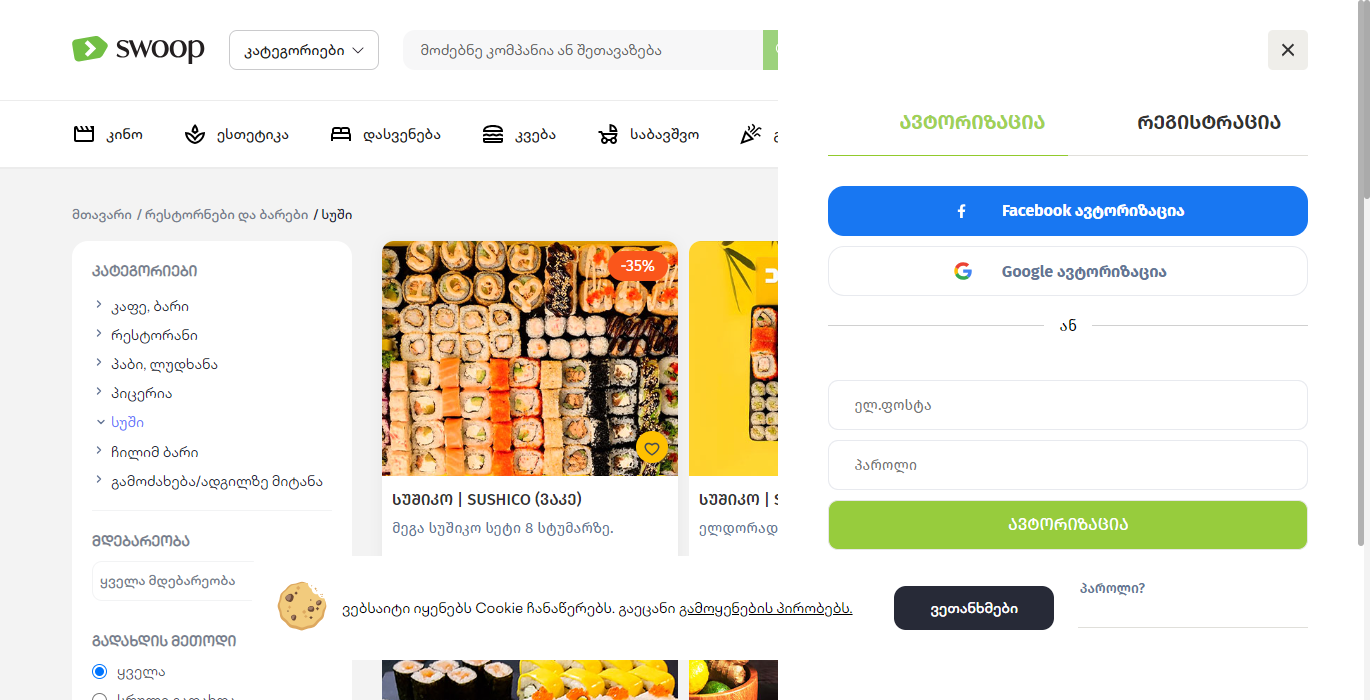 swoop
კატეგორიები
მოძებნე კომპანია ან შეთავაზება
კინო
ესთეტიკა
დასვენება
კვება
საბავშვო
მთავარი / რესტორნები და ბარები / სუში
კატეგორიები
კაფე, ბარი
რესტორანი
პაბი, ლუდხანა
პიცერია
სუში
ჩილიმ ბარი
გამოძახება/ადგილზე მიტანა
მდებარეობა
ყველა მდებარეობა
გადახდის მეთოდი
ყველა
-35%
სუშიკო | SUSHICO (ვაკე)
მეგა სუშიკო სეტი 8 სტუმარზე.
სუშიკო |
ელდორად
ავტორიზაცია
რეგისტრაცია
Facebook ავტორიზაცია
Google ავტორიზაცია
ან
ელ.ფოსტა
პაროლი
ავტორიზაცია
პაროლი?
ვებსაიტი იყენებს Cookie ჩანაწერებს. გაეცანი გამოყენების პირობებს.
ვეთანხმები